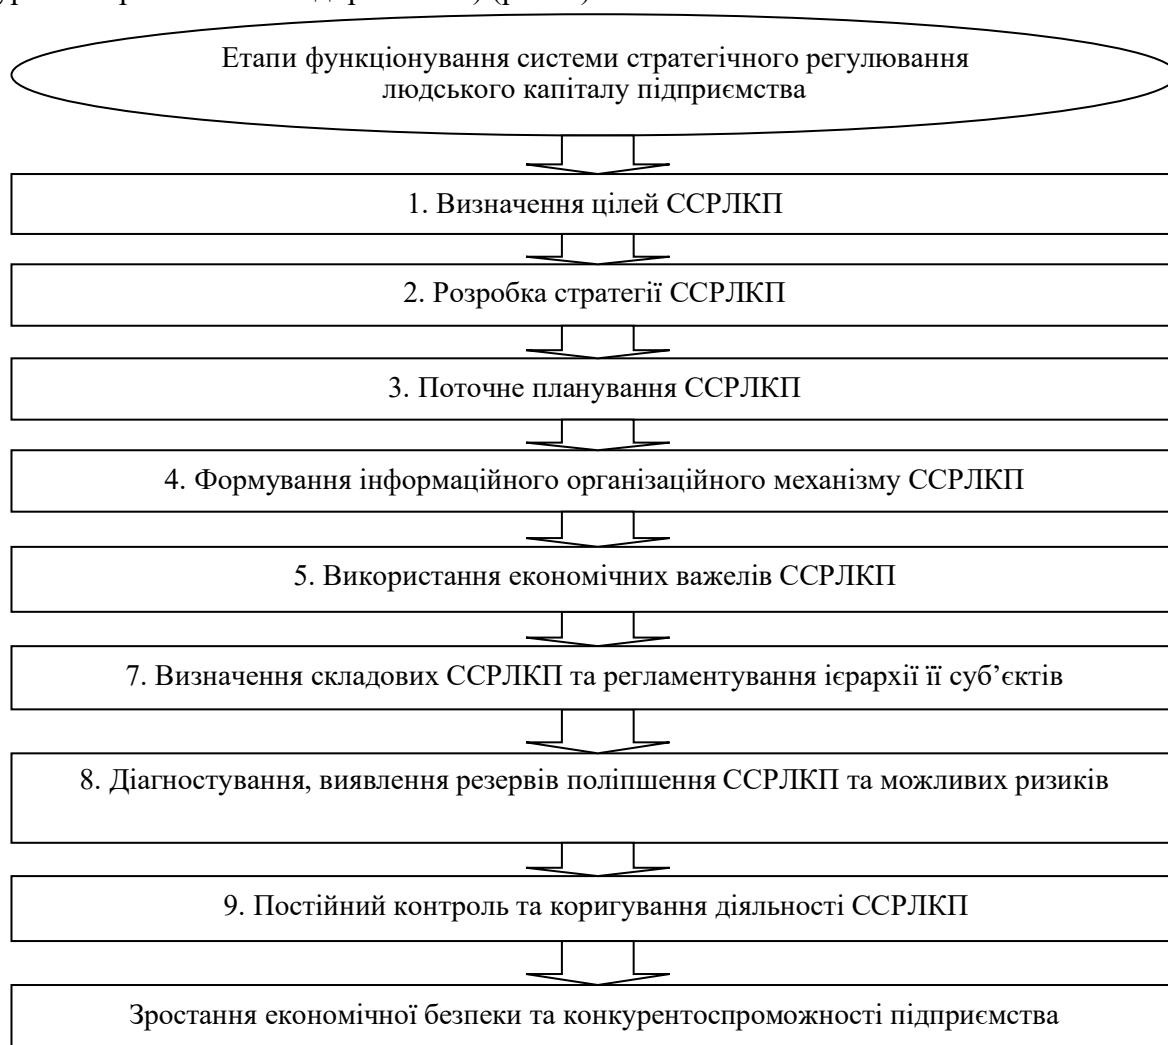 Етапи функціонування системи стратегічного регулювання
людського капіталу підприємства
1. Визначення цілей ССРЛКП
2. Розробка стратегії ССРЛКП
3. Поточне планування ССРЛКП
4. Формування інформаційного організаційного механізму ССРЛКП
5. Використання економічних важелів ССРЛКП
7. Визначення складових ССРЛКП та регламентування ієрархії її суб’єктів
8. Діагностування, виявлення резервів поліпшення ССРЛКП та можливих ризиків
9. Постійний контроль та коригування діяльності ССРЛКП
Зростання економічної безпеки та конкурентоспроможності підприємства